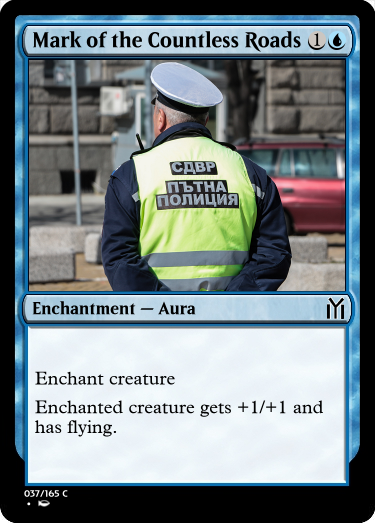 Mark of the Countless Roads 1
СДВР
ПЪТНА
ПОЛИЦИЯ
Enchantment — Aura
Enchant creature
Enchanted creature gets +1/+1 and
has flying.
037/165 C